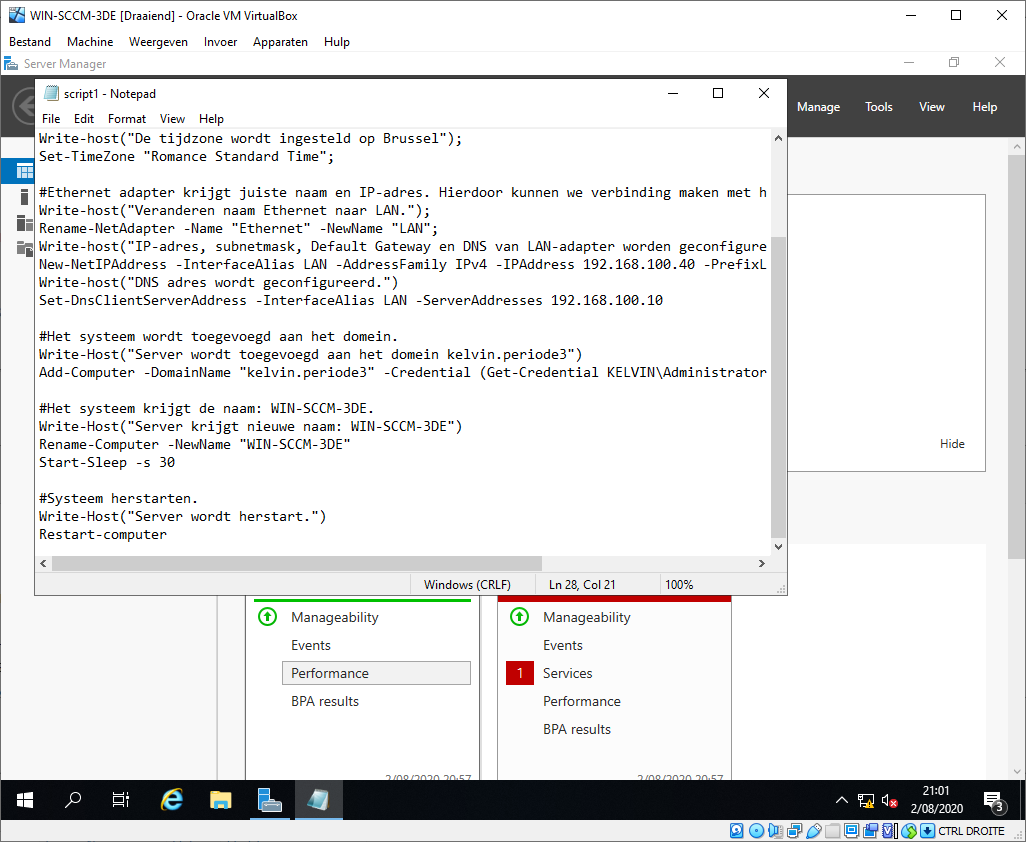 WIN-SCCM-3DE [Draaiend] - Oracle VM VirtualBox
Bestand Machine Weergeven Invoer Apparaten Hulp
Server Manager
Manage Tools View Help
script1 - Notepad
File Edit Format View Help
Write-host("De tijdzone wordt ingesteld op Brussel");
Set-TimeZone "Romance Standard Time";
#Ethernet adapter krijgt juiste naam en IP-adres. Hierdoor kunnen we verbinding maken met h
Write-host("Veranderen naam Ethernet naar LAN.");
Rename-NetAdapter -Name "Ethernet" -NewName "LAN";
Write-host("IP-adres, subnetmask, Default Gateway en DNS van LAN-adapter worden geconfigure
New-NetIPAddress -InterfaceAlias LAN -AddressFamily IPv4 -IPAddress 192.168.100.40 -PrefixL
Write-host("DNS adres wordt geconfigureerd.")
Set-DnsClientServerAddress -InterfaceAlias LAN -ServerAddresses 192.168.100.10
#Het systeem wordt toegevoegd aan het domein.
Write-Host("Server wordt toegevoegd aan het domein kelvin.periode3")
Add-Computer -DomainName "kelvin.periode3" -Credential (Get-Credential KELVIN\Administrator
#Het systeem krijgt de naam: WIN-SCCM-3DE.
Write-Host("Server krijgt nieuwe naam: WIN-SCCM-3DE")
Rename-Computer -NewName "WIN-SCCM-3DE"
Start-Sleep -s 30
#Systeem herstarten.
Write-Host("Server wordt herstart.")
Restart-computer
Windows (CRLF) Ln 28, Col 21 100%
Hide
Manageability
Events
Performance
BPA results
2/08/2020 20:57
Manageability
Events
1 Services
Performance
BPA results
2/08/2020 20:57
21:01
2/08/2020
3
CTRL DROITE